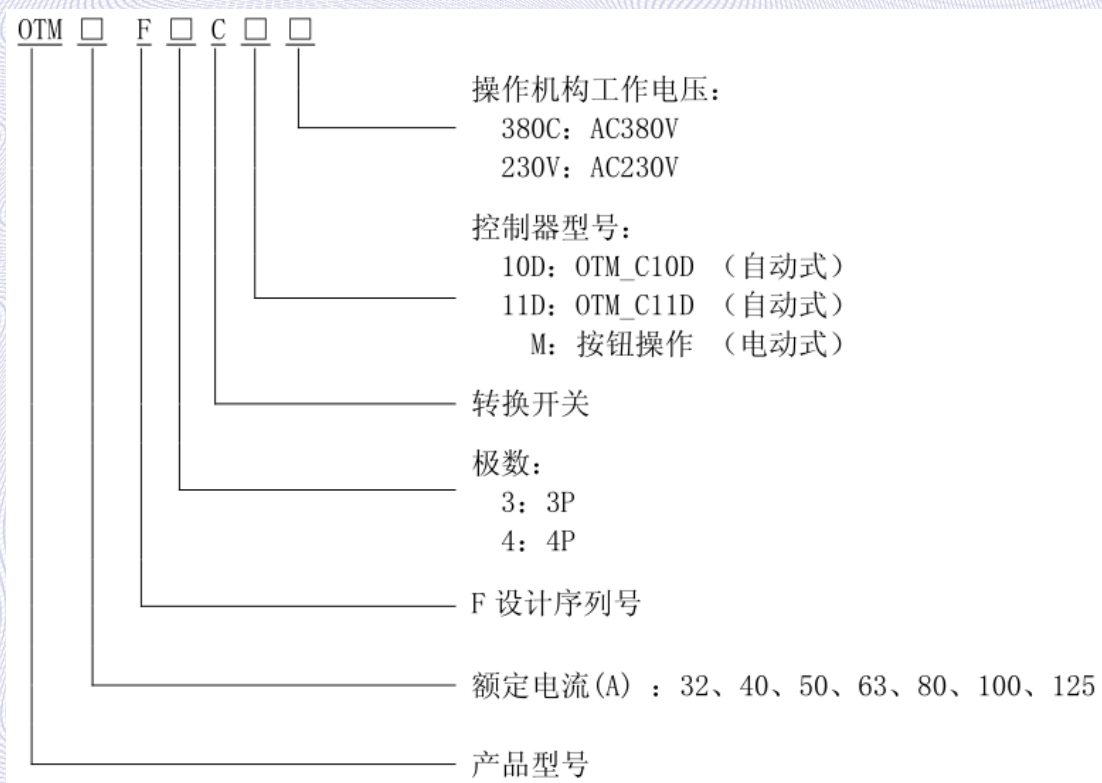 OTM □ F □ C □ □
操作机构工作电压：
380C：AC380V
230V：AC230V
控制器型号：
10D：OTM_C10D （自动式）
11D：OTM_C11D （自动式）
M：按钮操作 （电动式）
转换开关
极数：
3：3P
4：4P
F 设计序列号
额定电流(A) ：32、40、50、63、80、100、125
产品型号